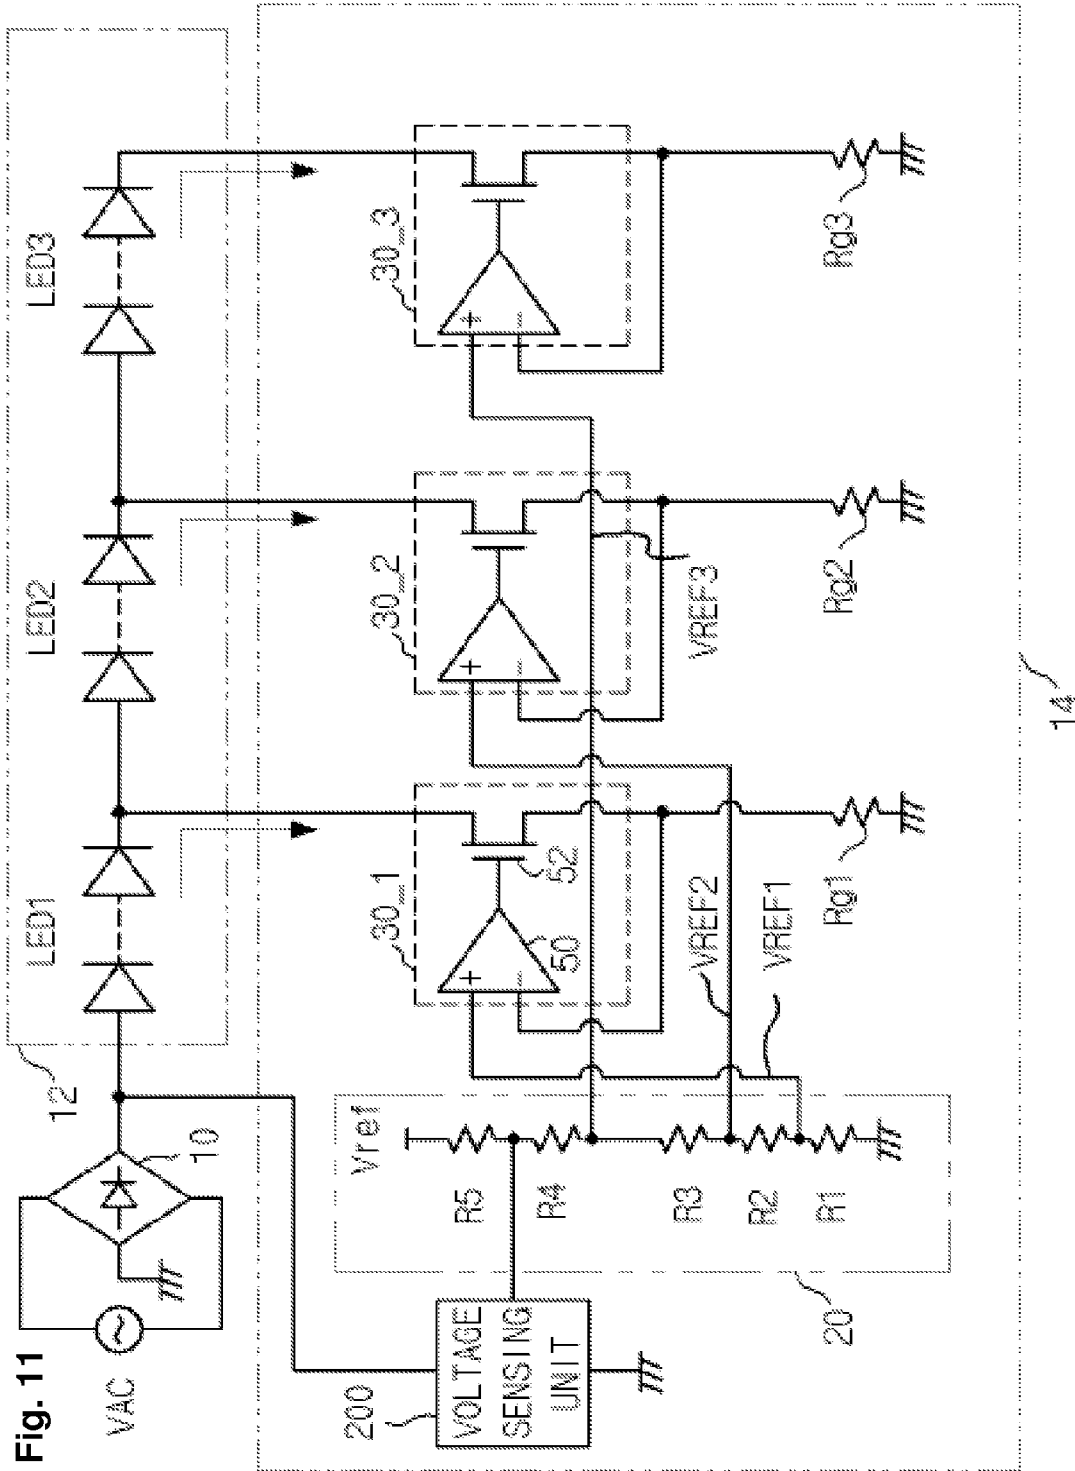 Fig. 11
VAC
10
12
LED1
LED2
LED3
200
VOLTAGE
SENSING
UNIT
Vref
R5
R4
R3
R2
R1
20
30_1
+
-
50
52
30_2
+
-
30_3
+
-
VREF1
VREF2
VREF3
Rg1
Rg2
Rg3
14